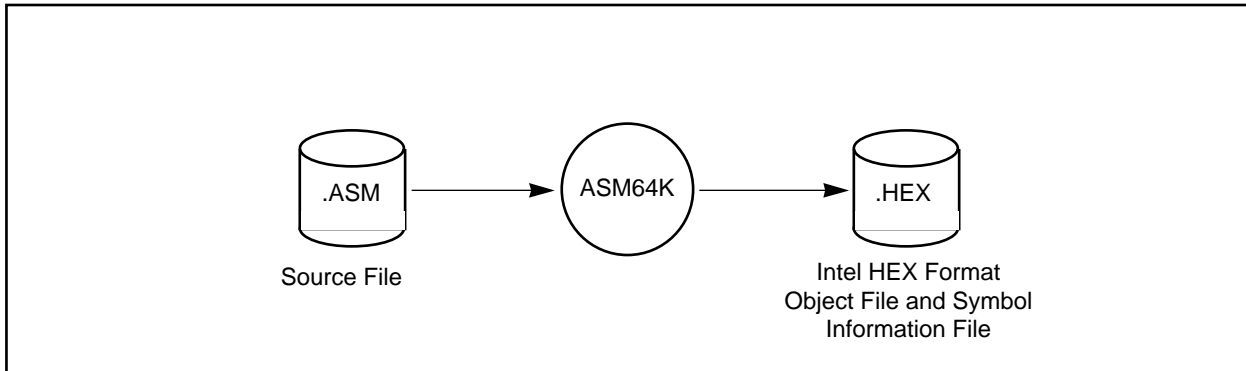 .ASM
ASM64K
.HEX
Source File
Intel HEX Format
Object File and Symbol
Information File